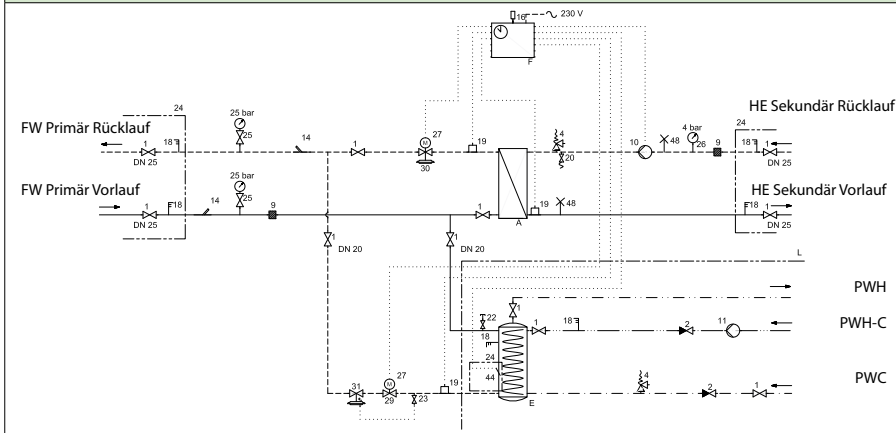 16
230 V
F
24
25 bar
25
14
1
27
M
30
19
4
20
10
48
4 bar
26
9
24
1
DN 25
HE Sekundär Rücklauf
FW Primär Rücklauf
1
18
DN 25
FW Primär Vorlauf
1
18
DN 25
14
25 bar
25
9
1
A
19
48
18
1
DN 25
HE Sekundär Vorlauf
1
DN 20
1
DN 20
L
PWH
1
22
18
24
44
E
1
18
2
11
PWH-C
31
27
M
29
23
19
4
2
1
PWC